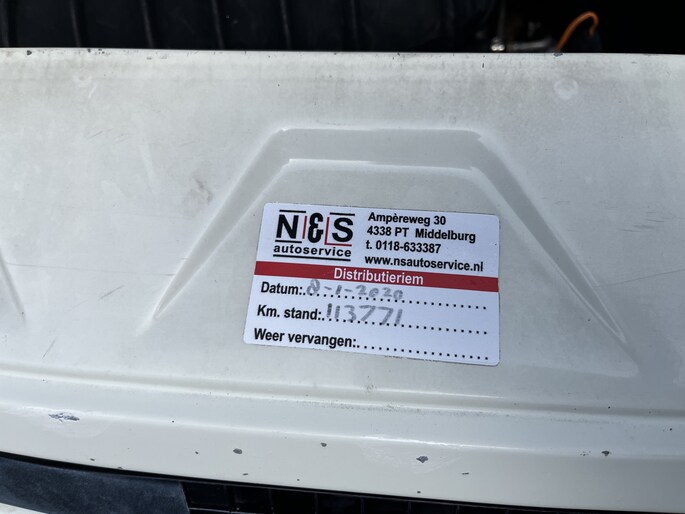 N&S
autoservice
Ampèreweg 30
4338 PT Middelburg
t. 0118-633387
www.nsautoservice.nl
Distributieriem
Datum: 8-1-2020
Km. stand: 113771
Weer vervangen: